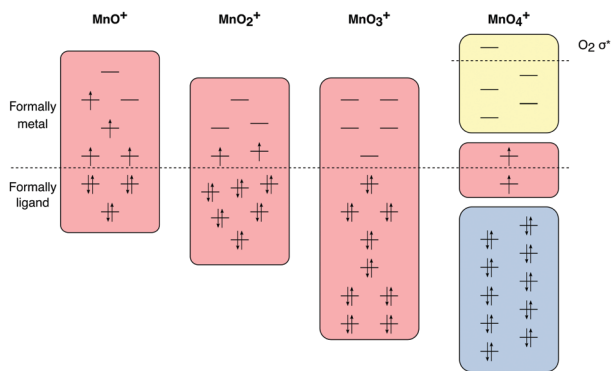 MnO+
MnO2+
MnO3+
MnO4+
O2 σ*
Formally
metal
Formally
ligand